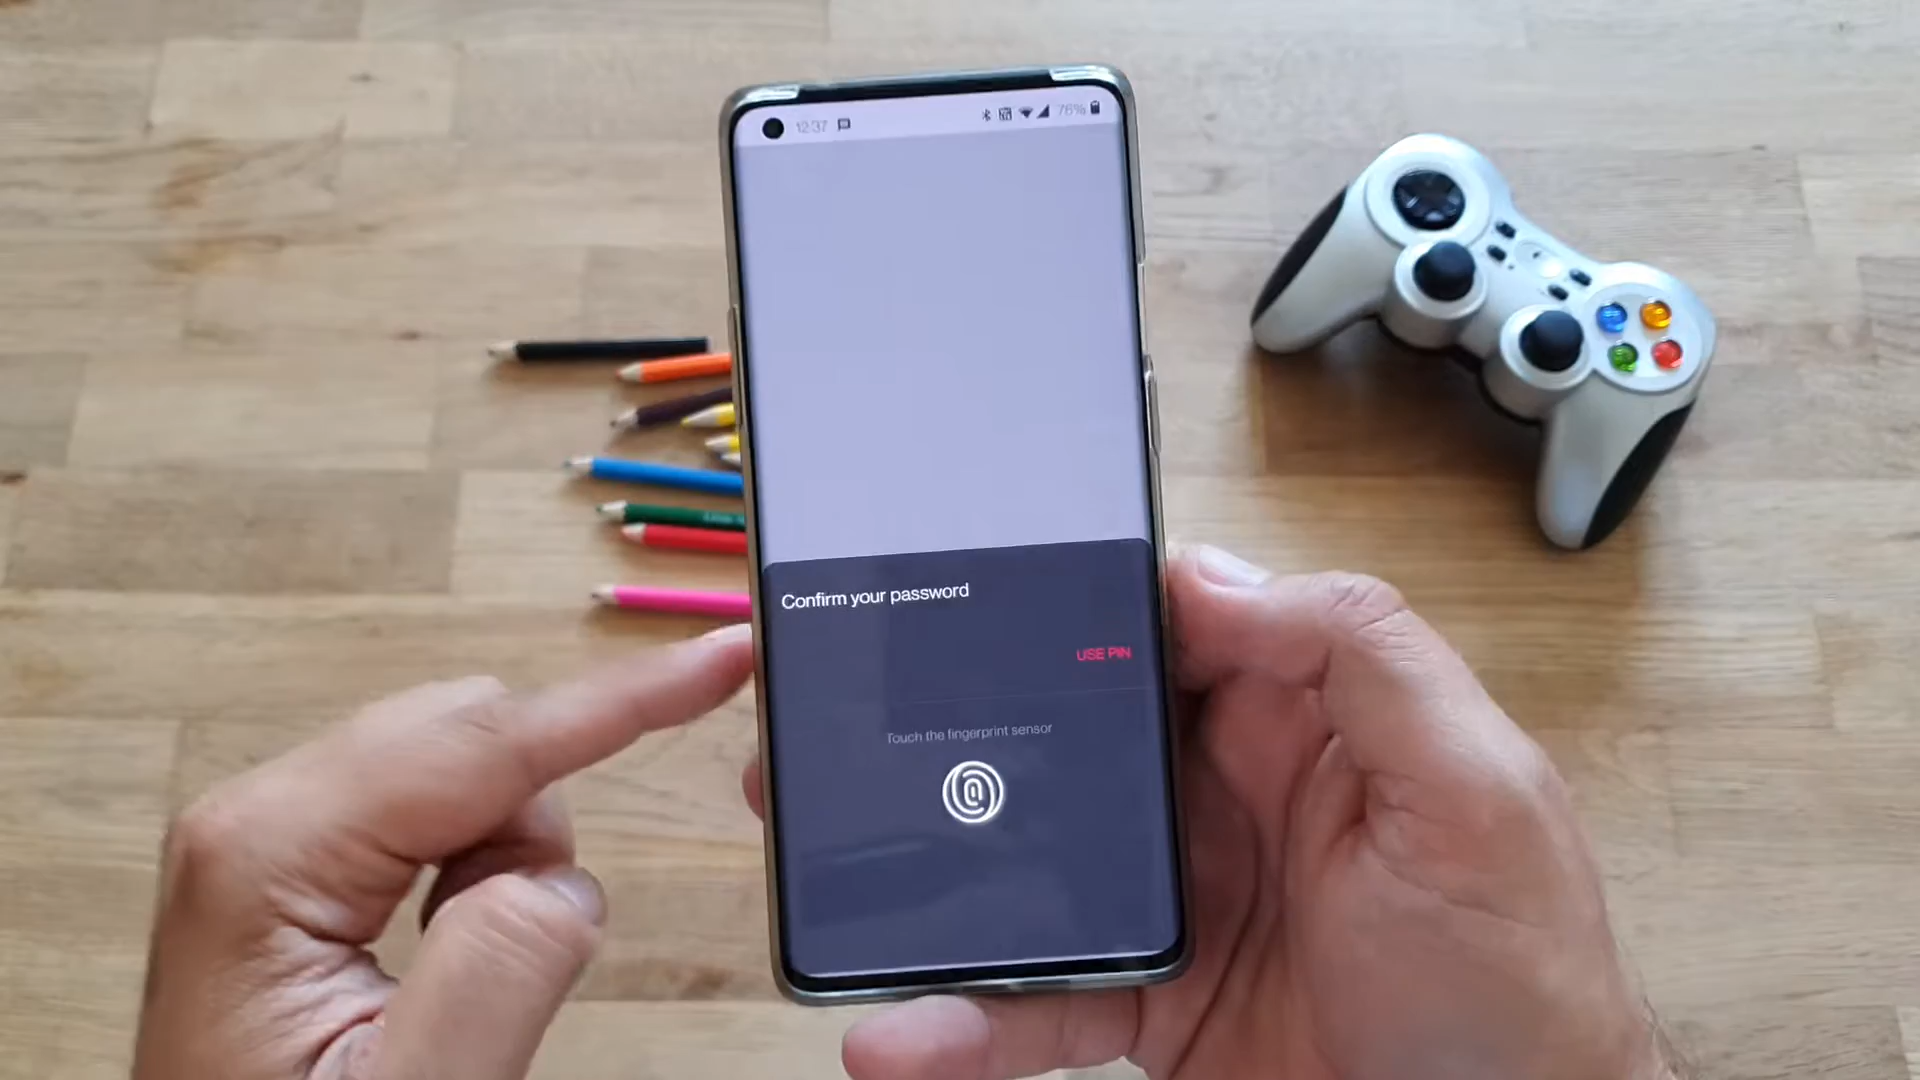 12:37
76%
Confirm your password
USE PIN
Touch the fingerprint sensor